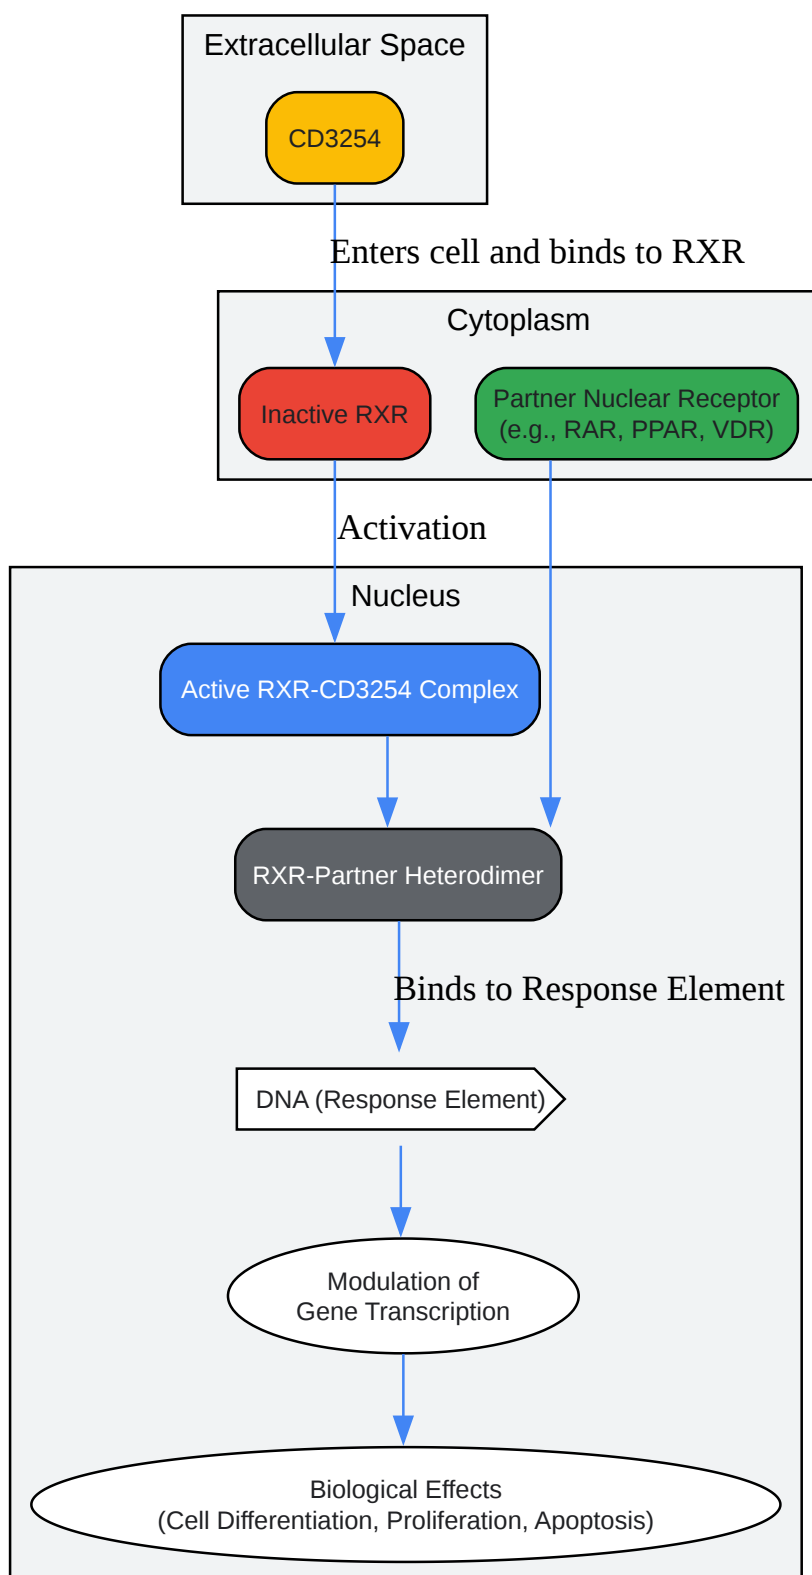 Extracellular Space
CD3254
Enters cell and binds to RXR
Cytoplasm
Inactive RXR
Partner Nuclear Receptor
(e.g., RAR, PPAR, VDR)
Activation
Nucleus
Active RXR-CD3254 Complex
RXR-Partner Heterodimer
Binds to Response Element
DNA (Response Element)
Modulation of
Gene Transcription
Biological Effects
(Cell Differentiation, Proliferation, Apoptosis)